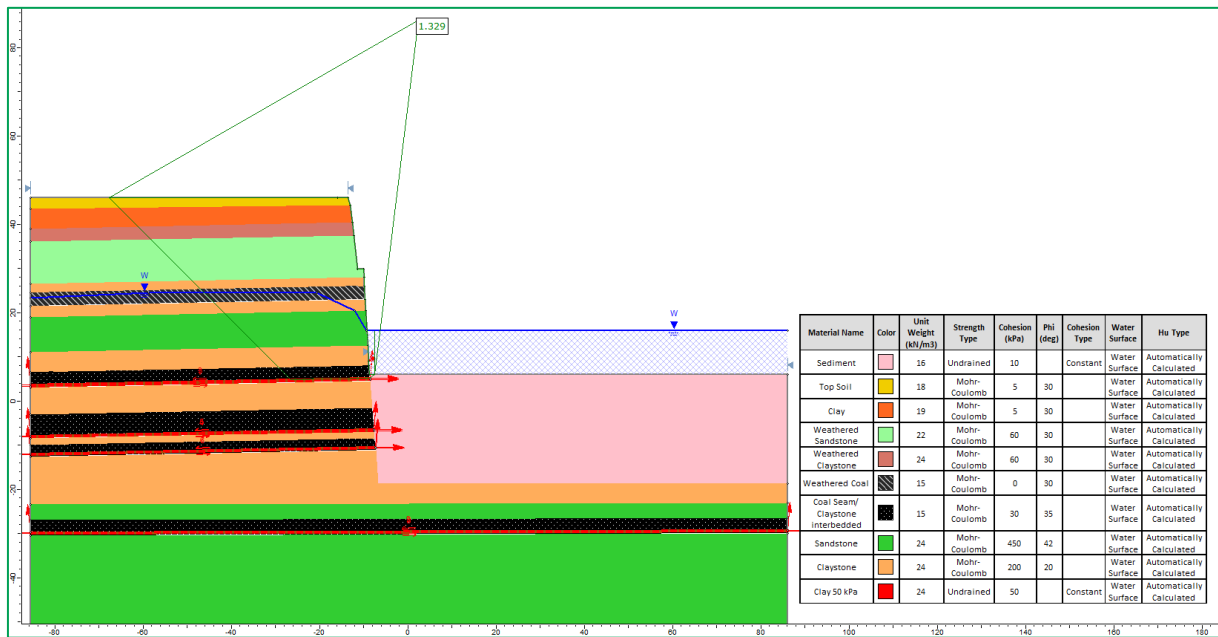 1.329
80
60
40
20
0
-20
-40
W
W
-80
-60
-40
-20
0
20
40
60
80
100
120
140
160
180
Material Name Color Unit Weight (kN/m3) Strength Type Cohesion (kPa) Phi (deg) Cohesion Type Water Surface Hu Type
Sediment 16 Undrained 10 Constant Water Surface Automatically Calculated
Top Soil 18 Mohr-Coulomb 5 30 Water Surface Automatically Calculated
Clay 19 Mohr-Coulomb 5 30 Water Surface Automatically Calculated
Weathered Sandstone 22 Mohr-Coulomb 60 30 Water Surface Automatically Calculated
Weathered Claystone 24 Mohr-Coulomb 60 30 Water Surface Automatically Calculated
Weathered Coal 15 Mohr-Coulomb 0 30 Water Surface Automatically Calculated
Coal Seam/ Claystone interbedded 15 Mohr-Coulomb 30 35 Water Surface Automatically Calculated
Sandstone 24 Mohr-Coulomb 450 42 Water Surface Automatically Calculated
Claystone 24 Mohr-Coulomb 200 20 Water Surface Automatically Calculated
Clay 50 kPa 24 Undrained 50 Constant Water Surface Automatically Calculated